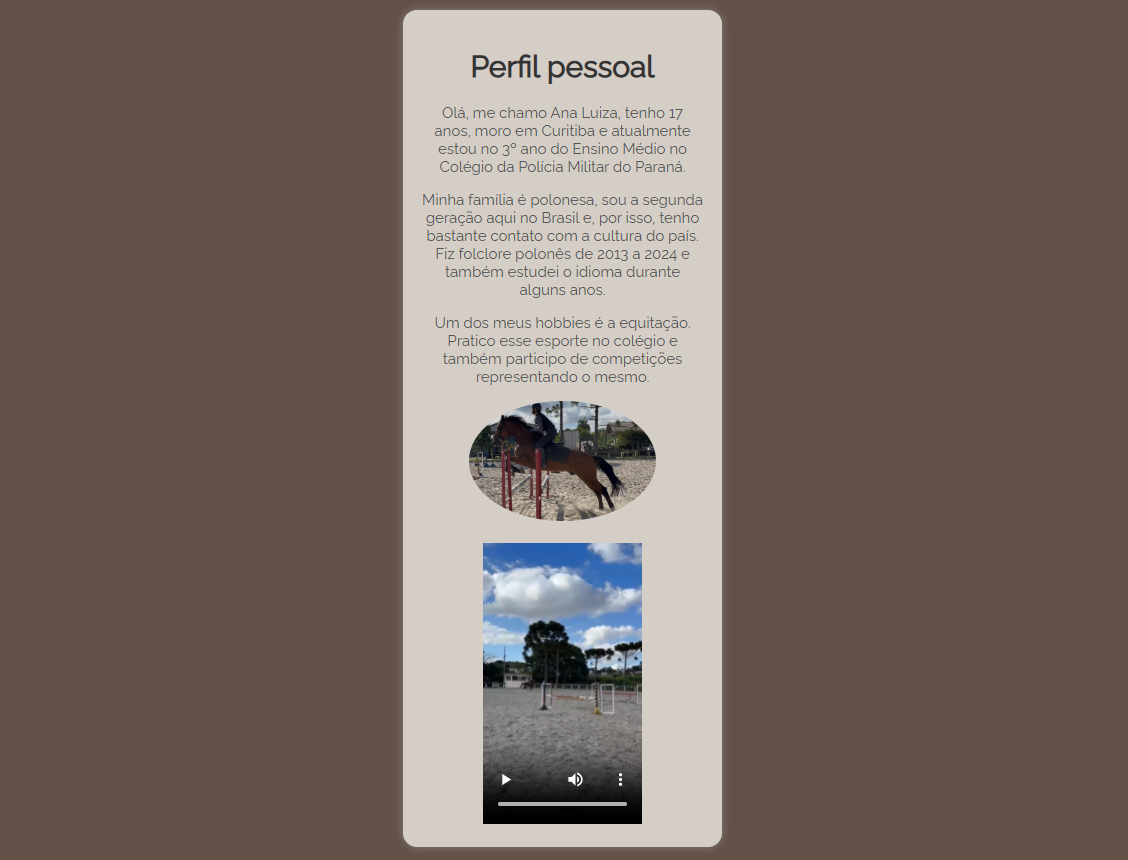 Perfil pessoal
Olá, me chamo Ana Luiza, tenho 17
anos, moro em Curitiba e atualmente
estou no 3º ano do Ensino Médio no
Colégio da Polícia Militar do Paraná.
Minha família é polonesa, sou a segunda
geração aqui no Brasil e, por isso, tenho
bastante contato com a cultura do país.
Fiz folclore polonês de 2013 a 2024 e
também estudei o idioma durante
alguns anos.
Um dos meus hobbies é a equitação.
Pratico esse esporte no colégio e
também participo de competições
representando o mesmo.